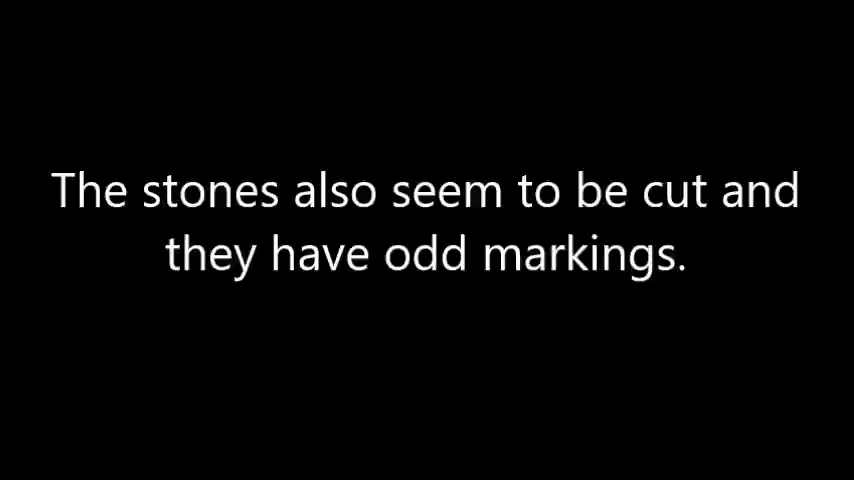 The stones also seem to be cut and
they have odd markings.